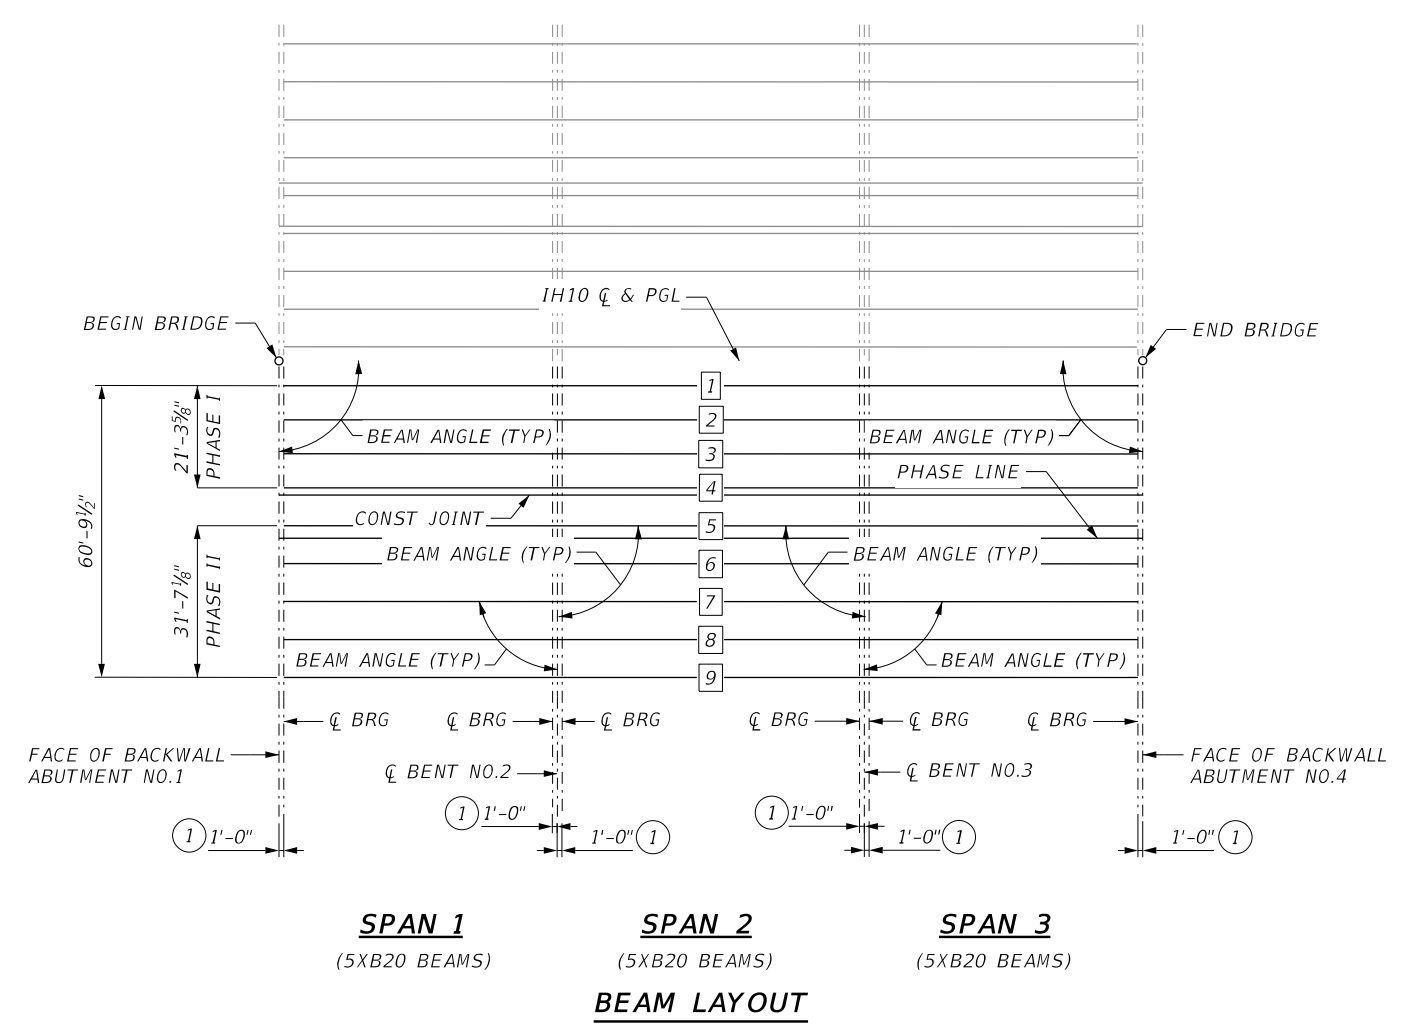 IH10 ℄ & PGL
BEGIN BRIDGE
END BRIDGE
1
2
BEAM ANGLE (TYP)
BEAM ANGLE (TYP)
3
PHASE LINE
4
CONST JOINT
5
BEAM ANGLE (TYP)
BEAM ANGLE (TYP)
6
7
8
BEAM ANGLE (TYP)
BEAM ANGLE (TYP)
9
60'-9½"
21'-3⅝"
PHASE I
31'-7⅛"
PHASE II
℄ BRG
℄ BRG
℄ BRG
℄ BRG
℄ BRG
℄ BRG
FACE OF BACKWALL
ABUTMENT NO.1
℄ BENT NO.2
℄ BENT NO.3
FACE OF BACKWALL
ABUTMENT NO.4
1 1'-0"
1 1'-0"
1'-0" 1
1 1'-0"
1'-0" 1
1'-0" 1
SPAN 1
(5XB20 BEAMS)
SPAN 2
(5XB20 BEAMS)
SPAN 3
(5XB20 BEAMS)
BEAM LAYOUT